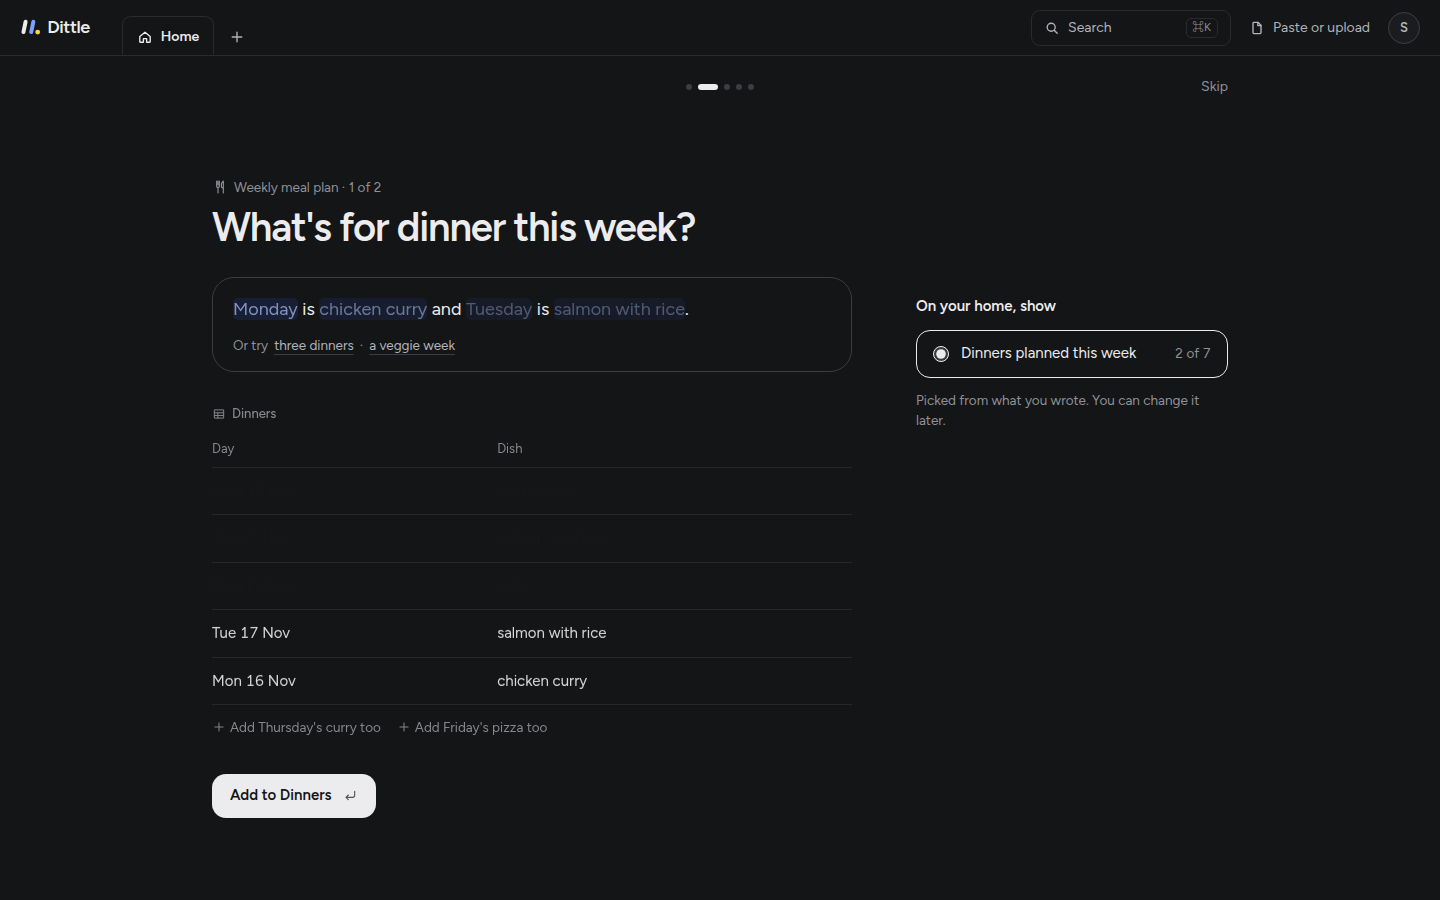 Dittle
Home
Search
⌘K
Paste or upload
S
Skip
Weekly meal plan · 1 of 2
What's for dinner this week?
Monday is chicken curry and Tuesday is salmon with rice.
Or try three dinners · a veggie week
On your home, show
Dinners planned this week 2 of 7
Picked from what you wrote. You can change it
later.
Dinners
Day Dish
Tue 17 Nov salmon with rice
Mon 16 Nov chicken curry
Add Thursday's curry too Add Friday's pizza too
Add to Dinners